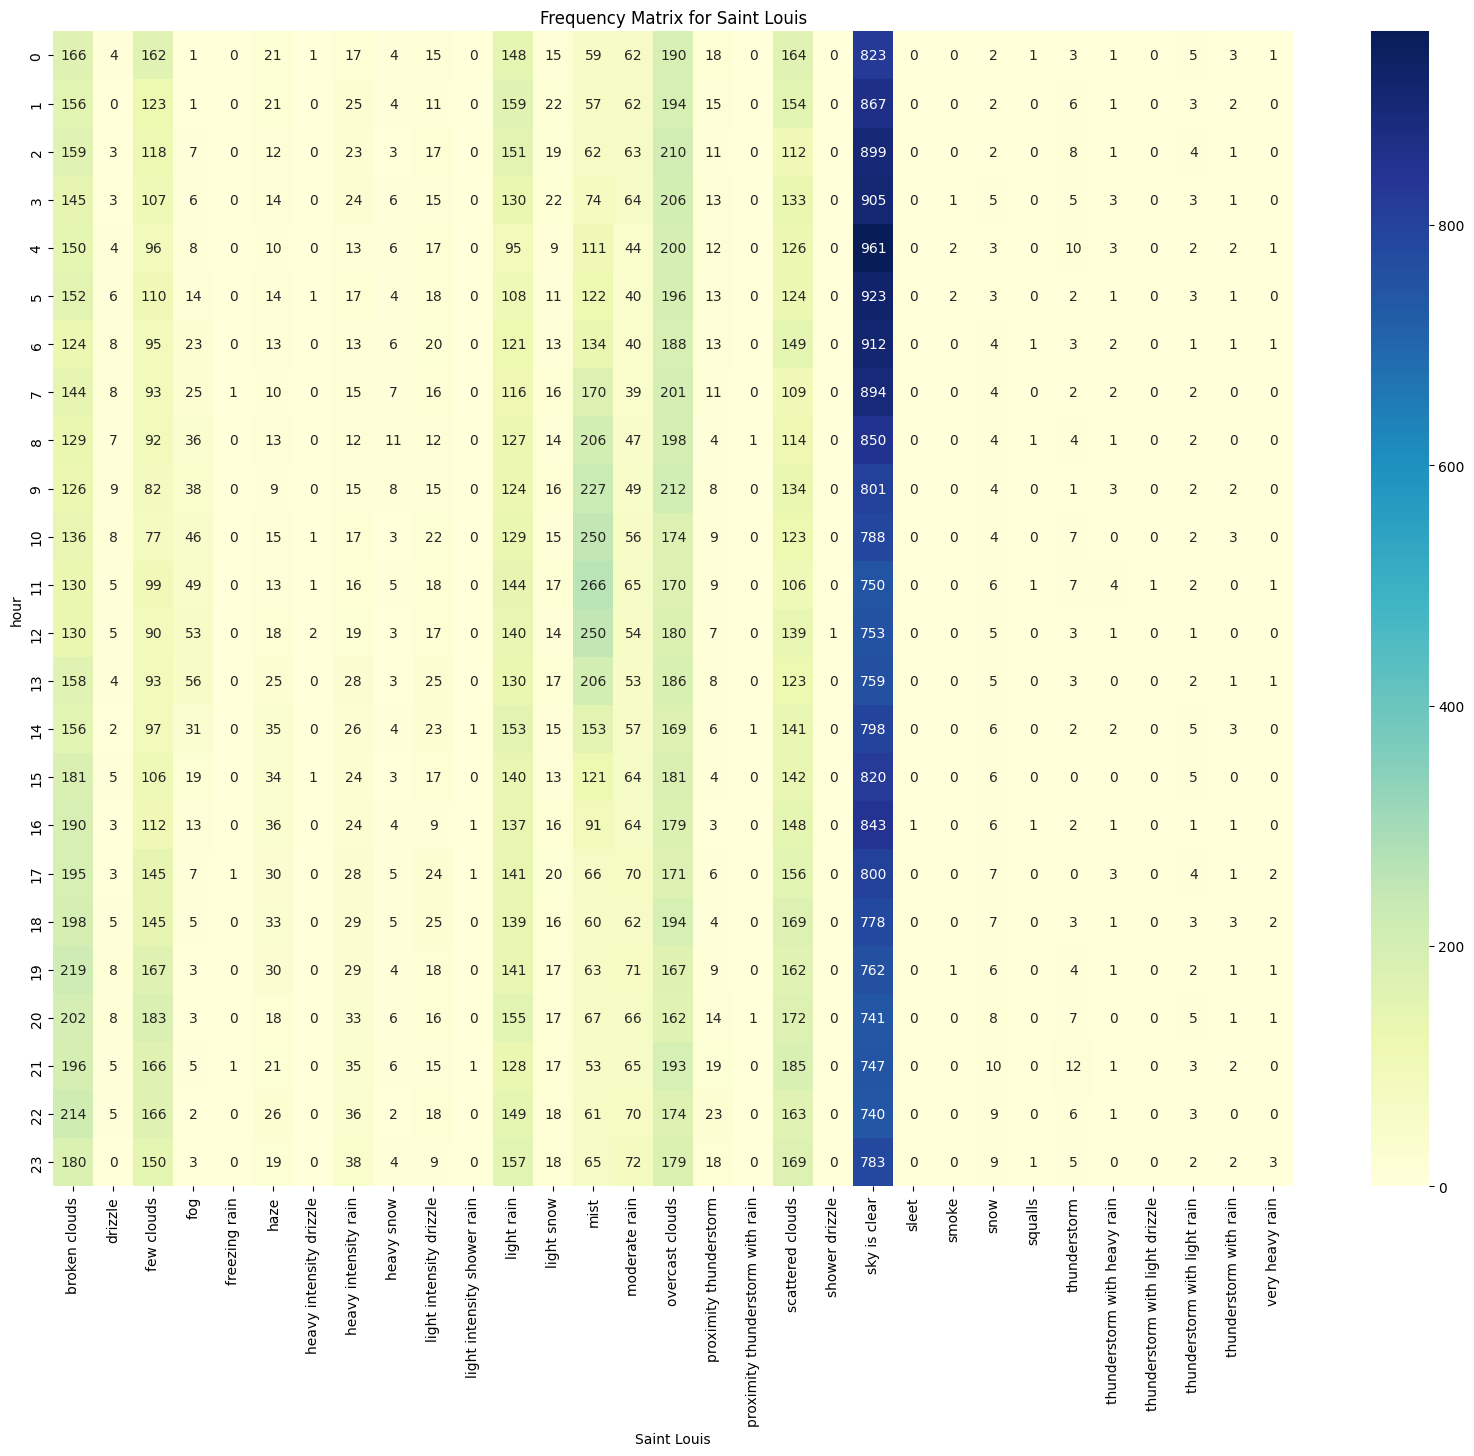 Frequency Matrix for Saint Louis
0 166 4 162 1 0 21 1 17 4 15 0 148 15 59 62 190 18 0 164 0 823 0 0 2 1 3 1 0 5 3 1
1 156 0 123 1 0 21 0 25 4 11 0 159 22 57 62 194 15 0 154 0 867 0 0 2 0 6 1 0 3 2 0
2 159 3 118 7 0 12 0 23 3 17 0 151 19 62 63 210 11 0 112 0 899 0 0 2 0 8 1 0 4 1 0
3 145 3 107 6 0 14 0 24 6 15 0 130 22 74 64 206 13 0 133 0 905 0 1 5 0 5 3 0 3 1 0
4 150 4 96 8 0 10 0 13 6 17 0 95 9 111 44 200 12 0 126 0 961 0 2 3 0 10 3 0 2 2 1
5 152 6 110 14 0 14 1 17 4 18 0 108 11 122 40 196 13 0 124 0 923 0 2 3 0 2 1 0 3 1 0
6 124 8 95 23 0 13 0 13 6 20 0 121 13 134 40 188 13 0 149 0 912 0 0 4 1 3 2 0 1 1 1
7 144 8 93 25 1 10 0 15 7 16 0 116 16 170 39 201 11 0 109 0 894 0 0 4 0 2 2 0 2 0 0
8 129 7 92 36 0 13 0 12 11 12 0 127 14 206 47 198 4 1 114 0 850 0 0 4 1 4 1 0 2 0 0
9 126 9 82 38 0 9 0 15 8 15 0 124 16 227 49 212 8 0 134 0 801 0 0 4 0 1 3 0 2 2 0
10 136 8 77 46 0 15 1 17 3 22 0 129 15 250 56 174 9 0 123 0 788 0 0 4 0 7 0 0 2 3 0
11 130 5 99 49 0 13 1 16 5 18 0 144 17 266 65 170 9 0 106 0 750 0 0 6 1 7 4 1 2 0 1
12 130 5 90 53 0 18 2 19 3 17 0 140 14 250 54 180 7 0 139 1 753 0 0 5 0 3 1 0 1 0 0
13 158 4 93 56 0 25 0 28 3 25 0 130 17 206 53 186 8 0 123 0 759 0 0 5 0 3 0 0 2 1 1
14 156 2 97 31 0 35 0 26 4 23 1 153 15 153 57 169 6 1 141 0 798 0 0 6 0 2 2 0 5 3 0
15 181 5 106 19 0 34 1 24 3 17 0 140 13 121 64 181 4 0 142 0 820 0 0 6 0 0 0 0 5 0 0
16 190 3 112 13 0 36 0 24 4 9 1 137 16 91 64 179 3 0 148 0 843 1 0 6 1 2 1 0 1 1 0
17 195 3 145 7 1 30 0 28 5 24 1 141 20 66 70 171 6 0 156 0 800 0 0 7 0 0 3 0 4 1 2
18 198 5 145 5 0 33 0 29 5 25 0 139 16 60 62 194 4 0 169 0 778 0 0 7 0 3 1 0 3 3 2
19 219 8 167 3 0 30 0 29 4 18 0 141 17 63 71 167 9 0 162 0 762 0 1 6 0 4 1 0 2 1 1
20 202 8 183 3 0 18 0 33 6 16 0 155 17 67 66 162 14 1 172 0 741 0 0 8 0 7 0 0 5 1 1
21 196 5 166 5 1 21 0 35 6 15 1 128 17 53 65 193 19 0 185 0 747 0 0 10 0 12 1 0 3 2 0
22 214 5 166 2 0 26 0 36 2 18 0 149 18 61 70 174 23 0 163 0 740 0 0 9 0 6 1 0 3 0 0
23 180 0 150 3 0 19 0 38 4 9 0 157 18 65 72 179 18 0 169 0 783 0 0 9 1 5 0 0 2 2 3
hour
broken clouds
drizzle
few clouds
fog
freezing rain
haze
heavy intensity drizzle
heavy intensity rain
heavy snow
light intensity drizzle
light intensity shower rain
light rain
light snow
mist
moderate rain
overcast clouds
proximity thunderstorm
proximity thunderstorm with rain
scattered clouds
shower drizzle
sky is clear
sleet
smoke
snow
squalls
thunderstorm
thunderstorm with heavy rain
thunderstorm with light drizzle
thunderstorm with light rain
thunderstorm with rain
very heavy rain
Saint Louis
800
600
400
200
0